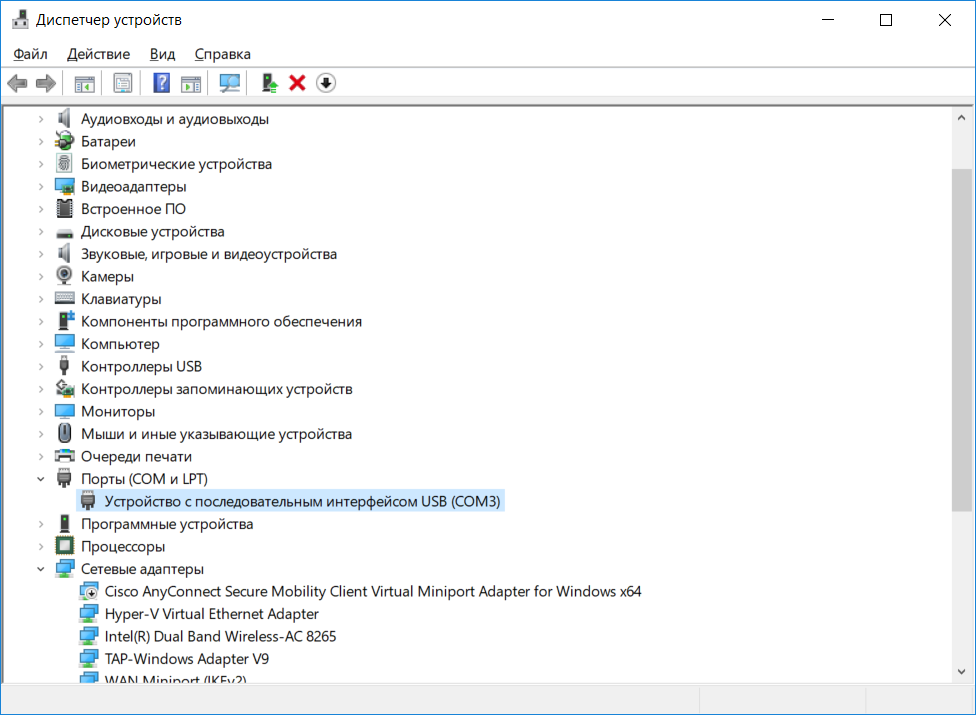 Диспетчер устройств
Файл Действие Вид Справка
Аудиовходы и аудиовыходы
Батареи
Биометрические устройства
Видеоадаптеры
Встроенное ПО
Дисковые устройства
Звуковые, игровые и видеоустройства
Камеры
Клавиатуры
Компоненты программного обеспечения
Компьютер
Контроллеры USB
Контроллеры запоминающих устройств
Мониторы
Мыши и иные указывающие устройства
Очереди печати
Порты (COM и LPT)
Устройство с последовательным интерфейсом USB (COM3)
Программные устройства
Процессоры
Сетевые адаптеры
Cisco AnyConnect Secure Mobility Client Virtual Miniport Adapter for Windows x64
Hyper-V Virtual Ethernet Adapter
Intel(R) Dual Band Wireless-AC 8265
TAP-Windows Adapter V9
WAN Miniport (IKEv2)